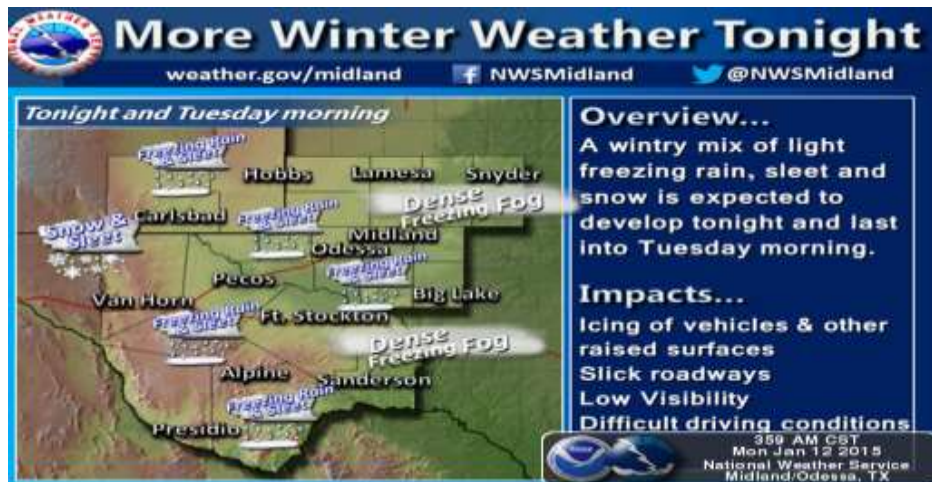 More Winter Weather Tonight
weather.gov/midland
NWSMidland
@NWSMidland
Tonight and Tuesday morning
Freezing Rain
& Sleet
Hobbs
Lamesa
Snyder
Dense
Freezing Fog
Snow &
Sleet
Carlsbad
Freezing Rain
& Sleet
Midland
Odessa
Freezing Rain
& Sleet
Pecos
Big Lake
Van Horn
Freezing Rain
& Sleet
Ft. Stockton
Dense
Freezing Fog
Alpine
Sanderson
Freezing Rain
& Sleet
Presidio
Overview...
A wintry mix of light
freezing rain, sleet and
snow is expected to
develop tonight and last
into Tuesday morning.
Impacts...
Icing of vehicles & other
raised surfaces
Slick roadways
Low Visibility
Difficult driving conditions
359 AM CST
Mon Jan 12 2015
National Weather Service
Midland/Odessa, TX